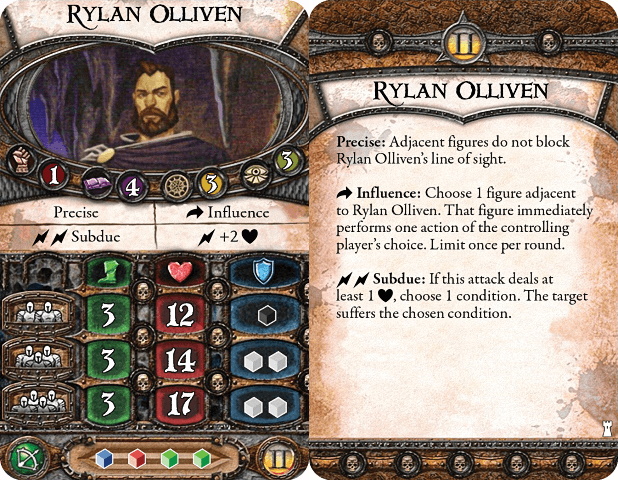 RYLAN OLLIVEN
1
4
3
3
Precise
Influence
Subdue
+2
3
12
3
14
3
17
II
II
RYLAN OLLIVEN
Precise: Adjacent figures do not block
Rylan Olliven's line of sight.
Influence: Choose 1 figure adjacent
to Rylan Olliven. That figure immediately
performs one action of the controlling
player's choice. Limit once per round.
Subdue: If this attack deals at
least 1 , choose 1 condition. The target
suffers the chosen condition.